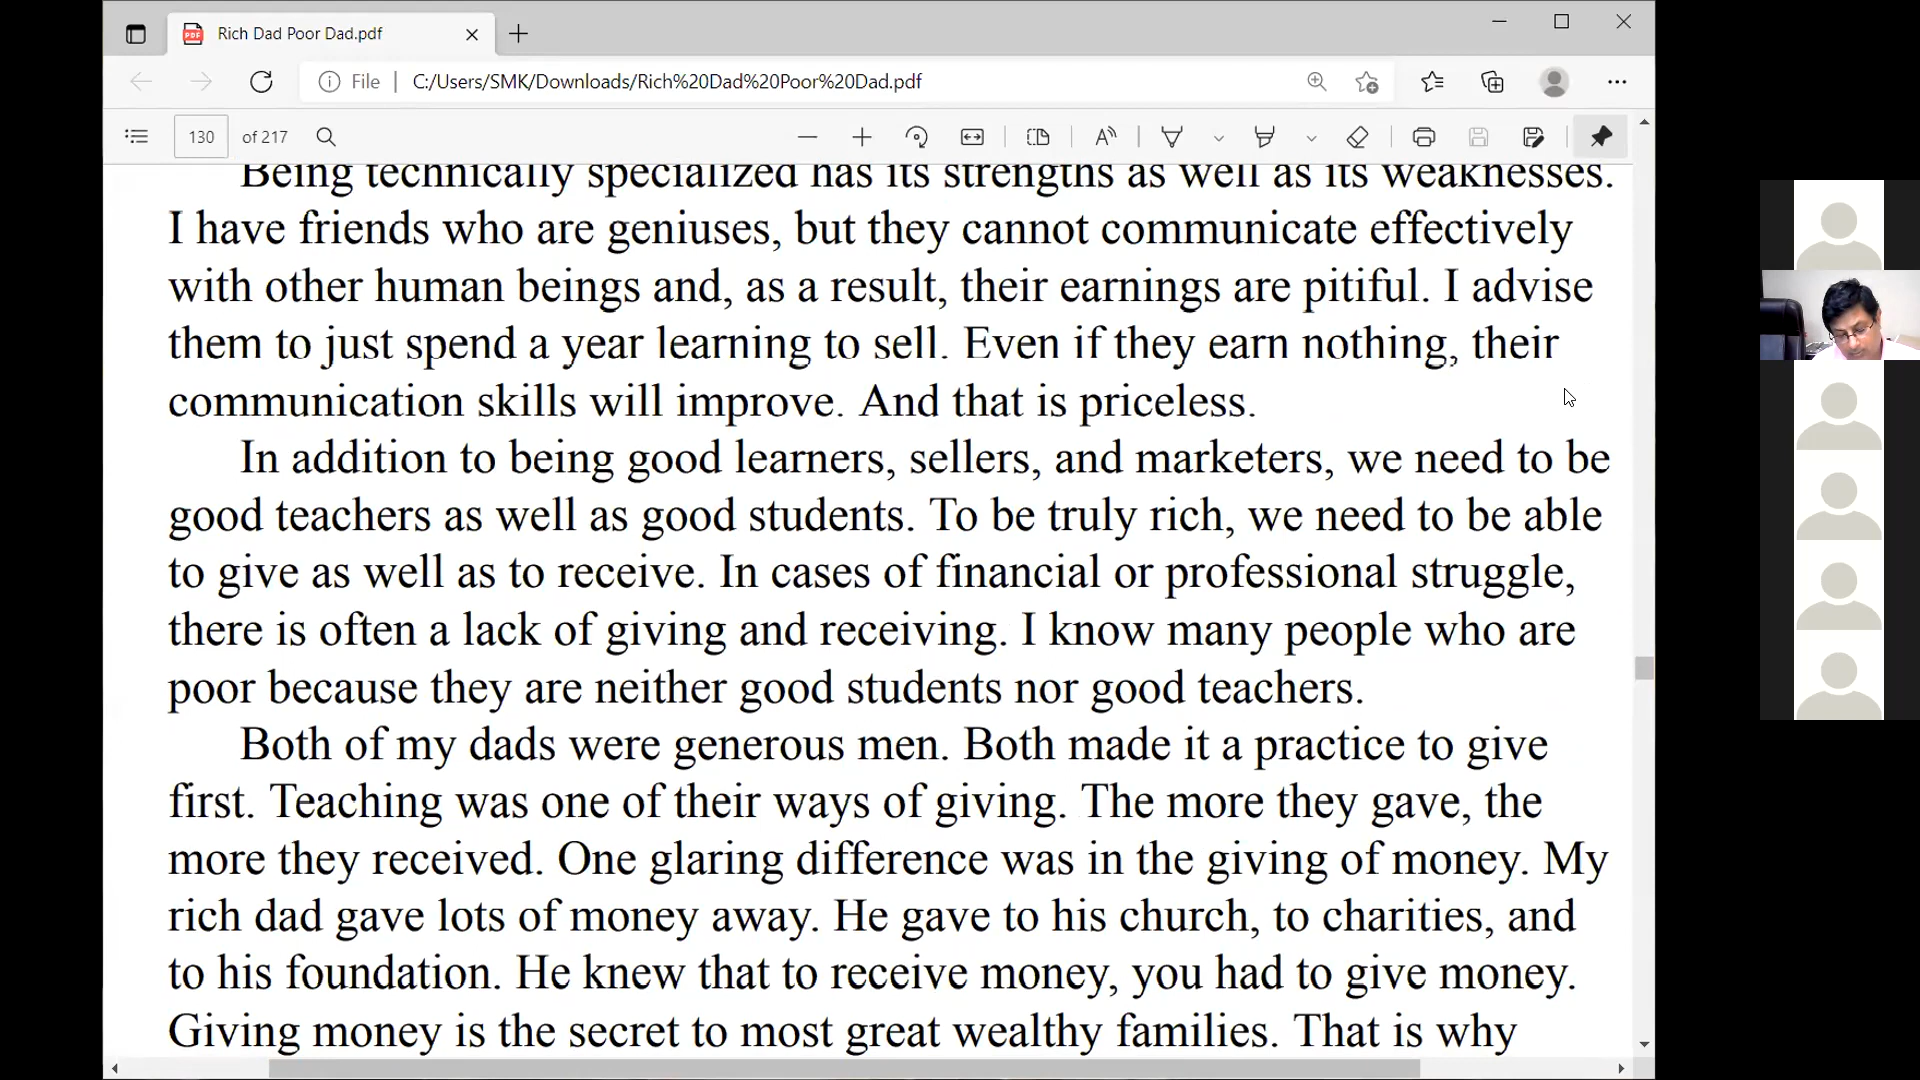 Rich Dad Poor Dad.pdf
File | C:/Users/SMK/Downloads/Rich%20Dad%20Poor%20Dad.pdf
130 of 217
Being technically specialized has its strengths as well as its weaknesses.
I have friends who are geniuses, but they cannot communicate effectively
with other human beings and, as a result, their earnings are pitiful. I advise
them to just spend a year learning to sell. Even if they earn nothing, their
communication skills will improve. And that is priceless.
In addition to being good learners, sellers, and marketers, we need to be
good teachers as well as good students. To be truly rich, we need to be able
to give as well as to receive. In cases of financial or professional struggle,
there is often a lack of giving and receiving. I know many people who are
poor because they are neither good students nor good teachers.
Both of my dads were generous men. Both made it a practice to give
first. Teaching was one of their ways of giving. The more they gave, the
more they received. One glaring difference was in the giving of money. My
rich dad gave lots of money away. He gave to his church, to charities, and
to his foundation. He knew that to receive money, you had to give money.
Giving money is the secret to most great wealthy families. That is why